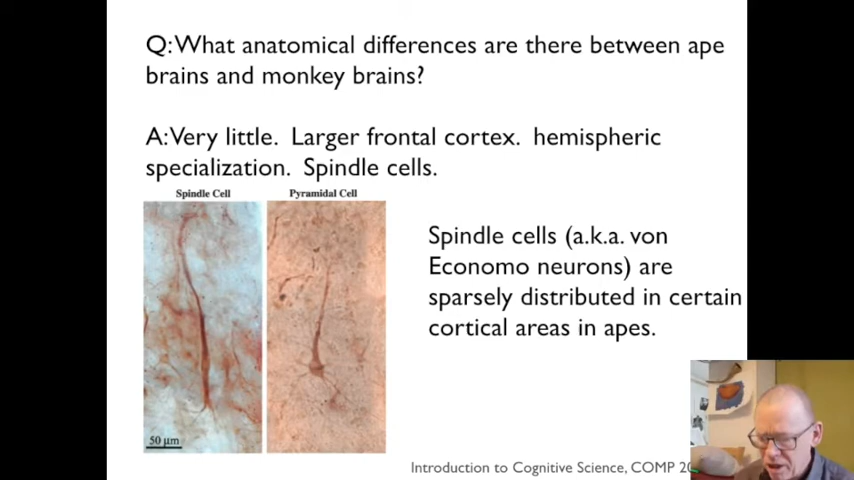 Q: What anatomical differences are there between ape
brains and monkey brains?
A: Very little. Larger frontal cortex. hemispheric
specialization. Spindle cells.
Spindle Cell
Pyramidal Cell
Spindle cells (a.k.a. von
Economo neurons) are
sparsely distributed in certain
cortical areas in apes.
50 μm
Introduction to Cognitive Science, COMP